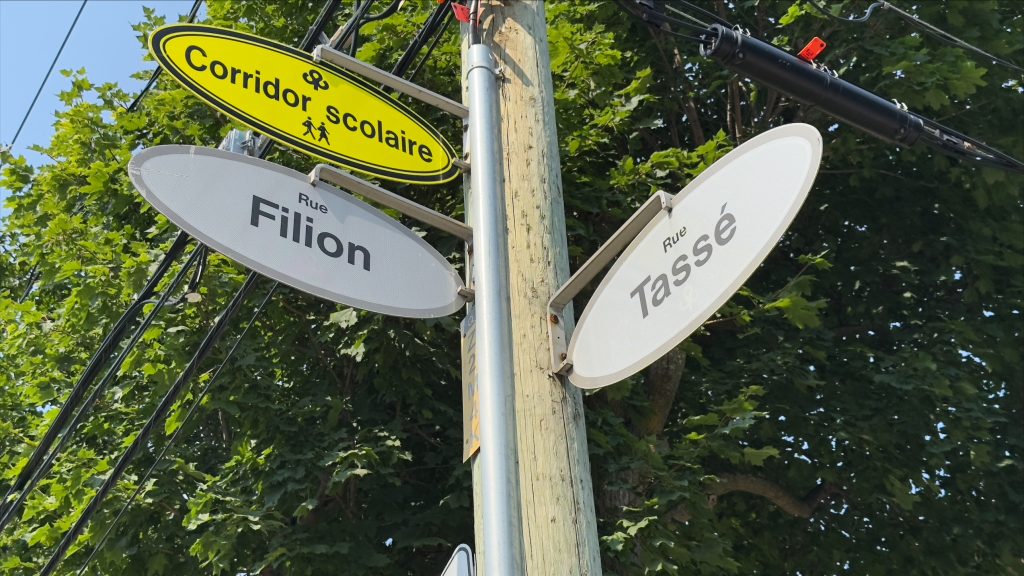 Corridor scolaire
Rue
Filion
Rue
Tassé